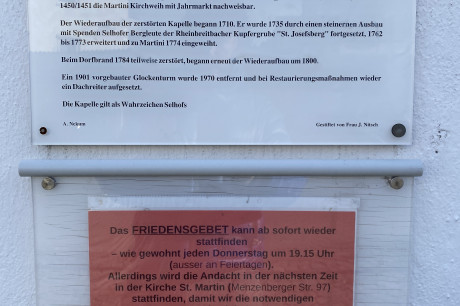 1450/1451 die Martini Kirchweih mit Jahrmarkt nachweisbar.
Der Wiederaufbau der zerstörten Kapelle begann 1710. Er wurde 1735 durch einen steinernen Ausbau
mit Spenden Selhofer Bergleute der Rheinbreitbacher Kupfergrube "St. Josefsberg" fortgesetzt, 1762
bis 1773 erweitert und zu Martini 1774 eingeweiht.
Beim Dorfbrand 1784 teilweise zerstört, begann erneut der Wiederaufbau um 1800.
Ein 1901 vorgebauter Glockenturm wurde 1970 entfernt und bei Restaurierungsmaßnahmen wieder
ein Dachreiter aufgesetzt.
Die Kapelle gilt als Wahrzeichen Selhofs
A. Nekum Gestiftet von Frau J. Nitsch
Das FRIEDENSGEBET kann ab sofort wieder
stattfinden
– wie gewohnt jeden Donnerstag um 19.15 Uhr
(ausser an Feiertagen).
Allerdings wird die Andacht in der nächsten Zeit
in der Kirche St. Martin (Menzenberger Str. 97)
stattfinden, damit wir die notwendigen